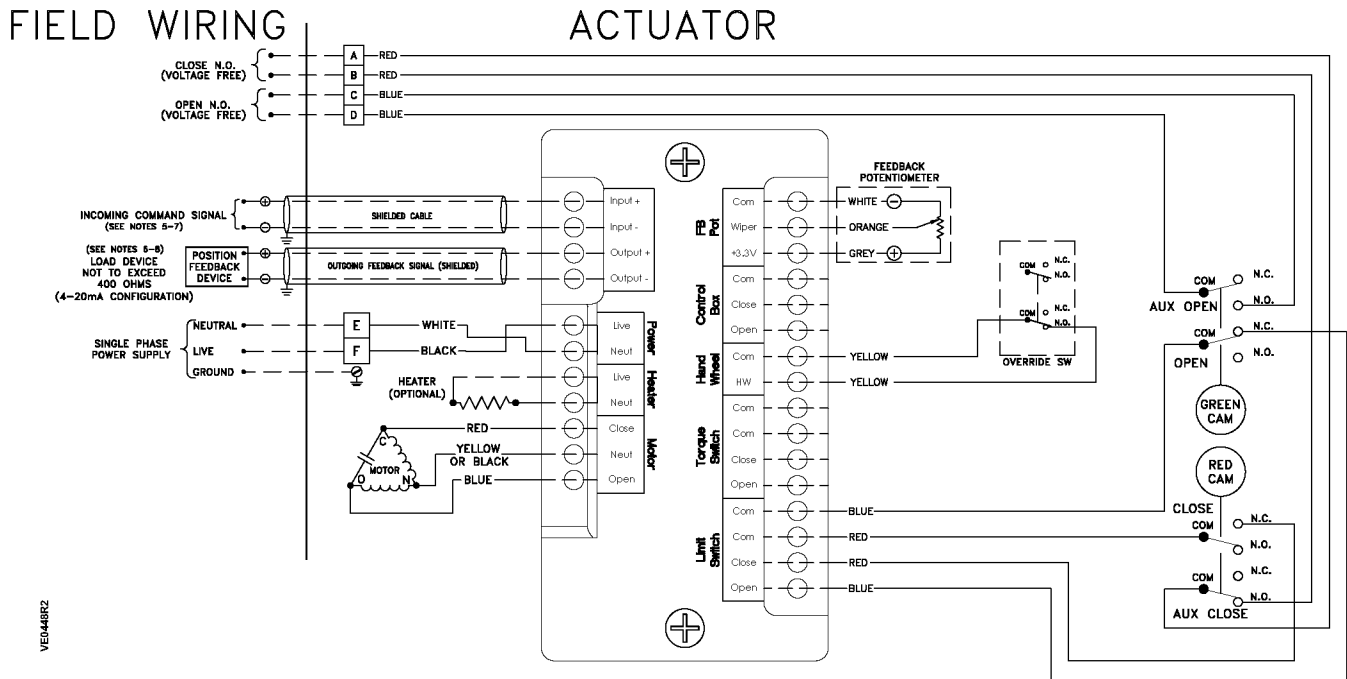 FIELD WIRING
ACTUATOR
CLOSE N.O.
(VOLTAGE FREE)
OPEN N.O.
(VOLTAGE FREE)
A
RED
B
RED
C
BLUE
D
BLUE
INCOMING COMMAND SIGNAL
(SEE NOTES 5-7)
SHIELDED CABLE
(SEE NOTES 5-6)
LOAD DEVICE
NOT TO EXCEED
400 OHMS
(4-20mA CONFIGURATION)
POSITION
FEEDBACK
DEVICE
OUTGOING FEEDBACK SIGNAL (SHIELDED)
Input +
Input -
Output +
Output -
SINGLE PHASE
POWER SUPPLY
NEUTRAL
LIVE
GROUND
E
WHITE
F
BLACK
Live
Neut
Power
HEATER
(OPTIONAL)
Live
Neut
Heater
RED
YELLOW
OR BLACK
BLUE
C
MOTOR
O
N
Close
Neut
Open
Motor
FB
Pot
Com
Wiper
+3.3V
FEEDBACK
POTENTIOMETER
WHITE
ORANGE
GREY
Control
Box
Com
Close
Open
Hand
Wheel
Com
HW
YELLOW
YELLOW
COM
N.C.
N.O.
COM
N.C.
N.O.
OVERRIDE SW
Torque
Switch
Com
Com
Close
Open
Limit
Switch
Com
Com
Close
Open
BLUE
RED
RED
BLUE
COM
N.C.
AUX OPEN
N.O.
COM
N.C.
OPEN
N.O.
GREEN
CAM
RED
CAM
CLOSE
COM
N.C.
N.O.
COM
N.C.
N.O.
AUX CLOSE
VE0448R2